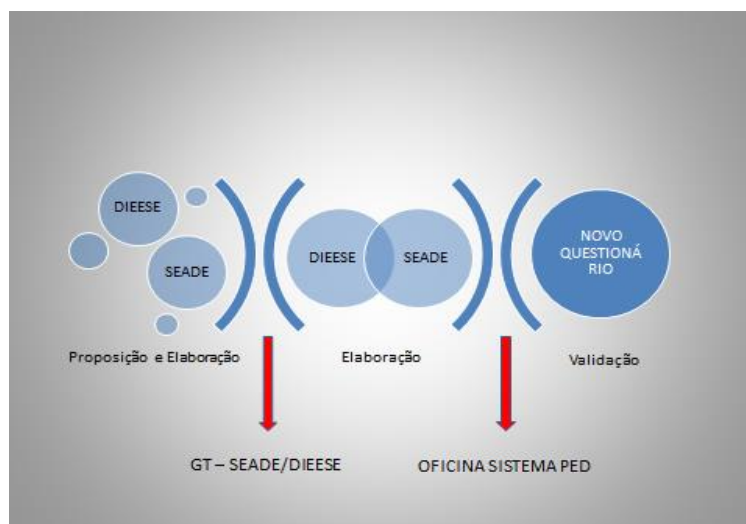 DIEESE
SEADE
DIEESE
SEADE
NOVO
QUESTIONÁ
RIO
Proposição e Elaboração
Elaboração
Validação
GT – SEADE/DIEESE
OFICINA SISTEMA PED